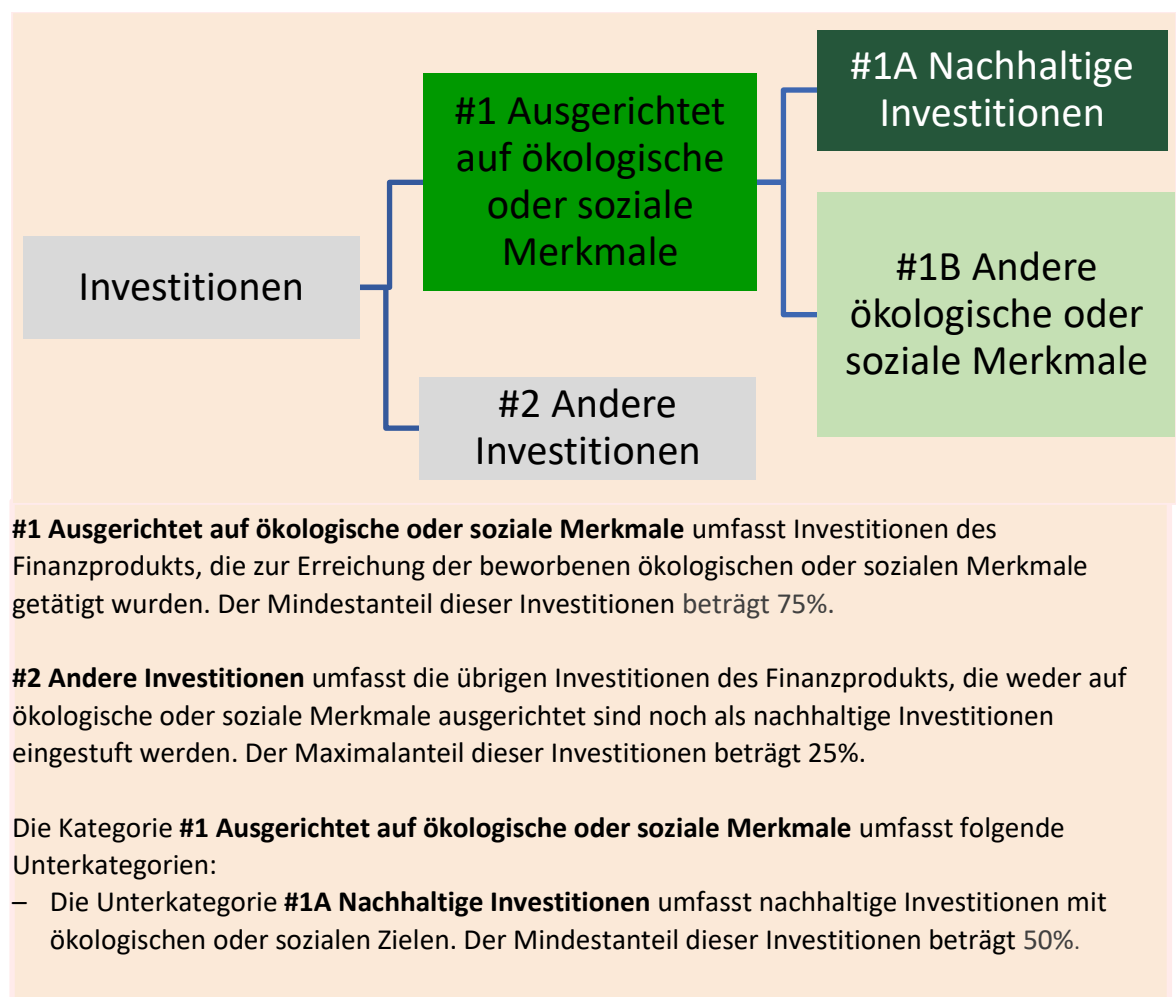 #1A Nachhaltige
Investitionen
#1 Ausgerichtet
auf ökologische
oder soziale
Merkmale
Investitionen
#1B Andere
ökologische oder
soziale Merkmale
#2 Andere
Investitionen
#1 Ausgerichtet auf ökologische oder soziale Merkmale umfasst Investitionen des
Finanzprodukts, die zur Erreichung der beworbenen ökologischen oder sozialen Merkmale
getätigt wurden. Der Mindestanteil dieser Investitionen beträgt 75%.
#2 Andere Investitionen umfasst die übrigen Investitionen des Finanzprodukts, die weder auf
ökologische oder soziale Merkmale ausgerichtet sind noch als nachhaltige Investitionen
eingestuft werden. Der Maximalanteil dieser Investitionen beträgt 25%.
Die Kategorie #1 Ausgerichtet auf ökologische oder soziale Merkmale umfasst folgende
Unterkategorien:
– Die Unterkategorie #1A Nachhaltige Investitionen umfasst nachhaltige Investitionen mit
ökologischen oder sozialen Zielen. Der Mindestanteil dieser Investitionen beträgt 50%.